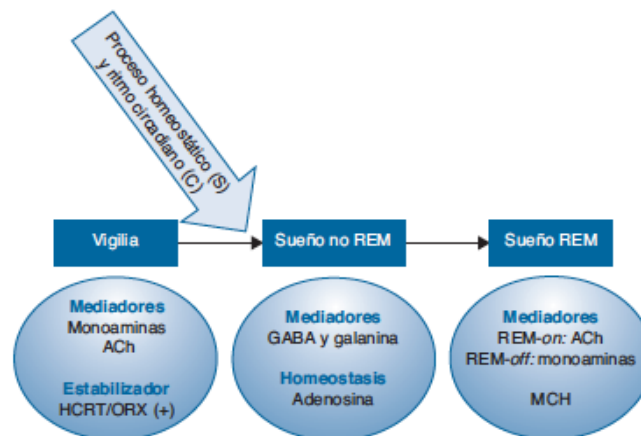 Proceso homeostático (S)
y ritmo circadiano (C)
Vigilia
Sueño no REM
Sueño REM
Mediadores
Monoaminas
ACh
Estabilizador
HCRT/ORX (+)
Mediadores
GABA y galanina
Homeostasis
Adenosina
Mediadores
REM-on: ACh
REM-off: monoaminas
MCH